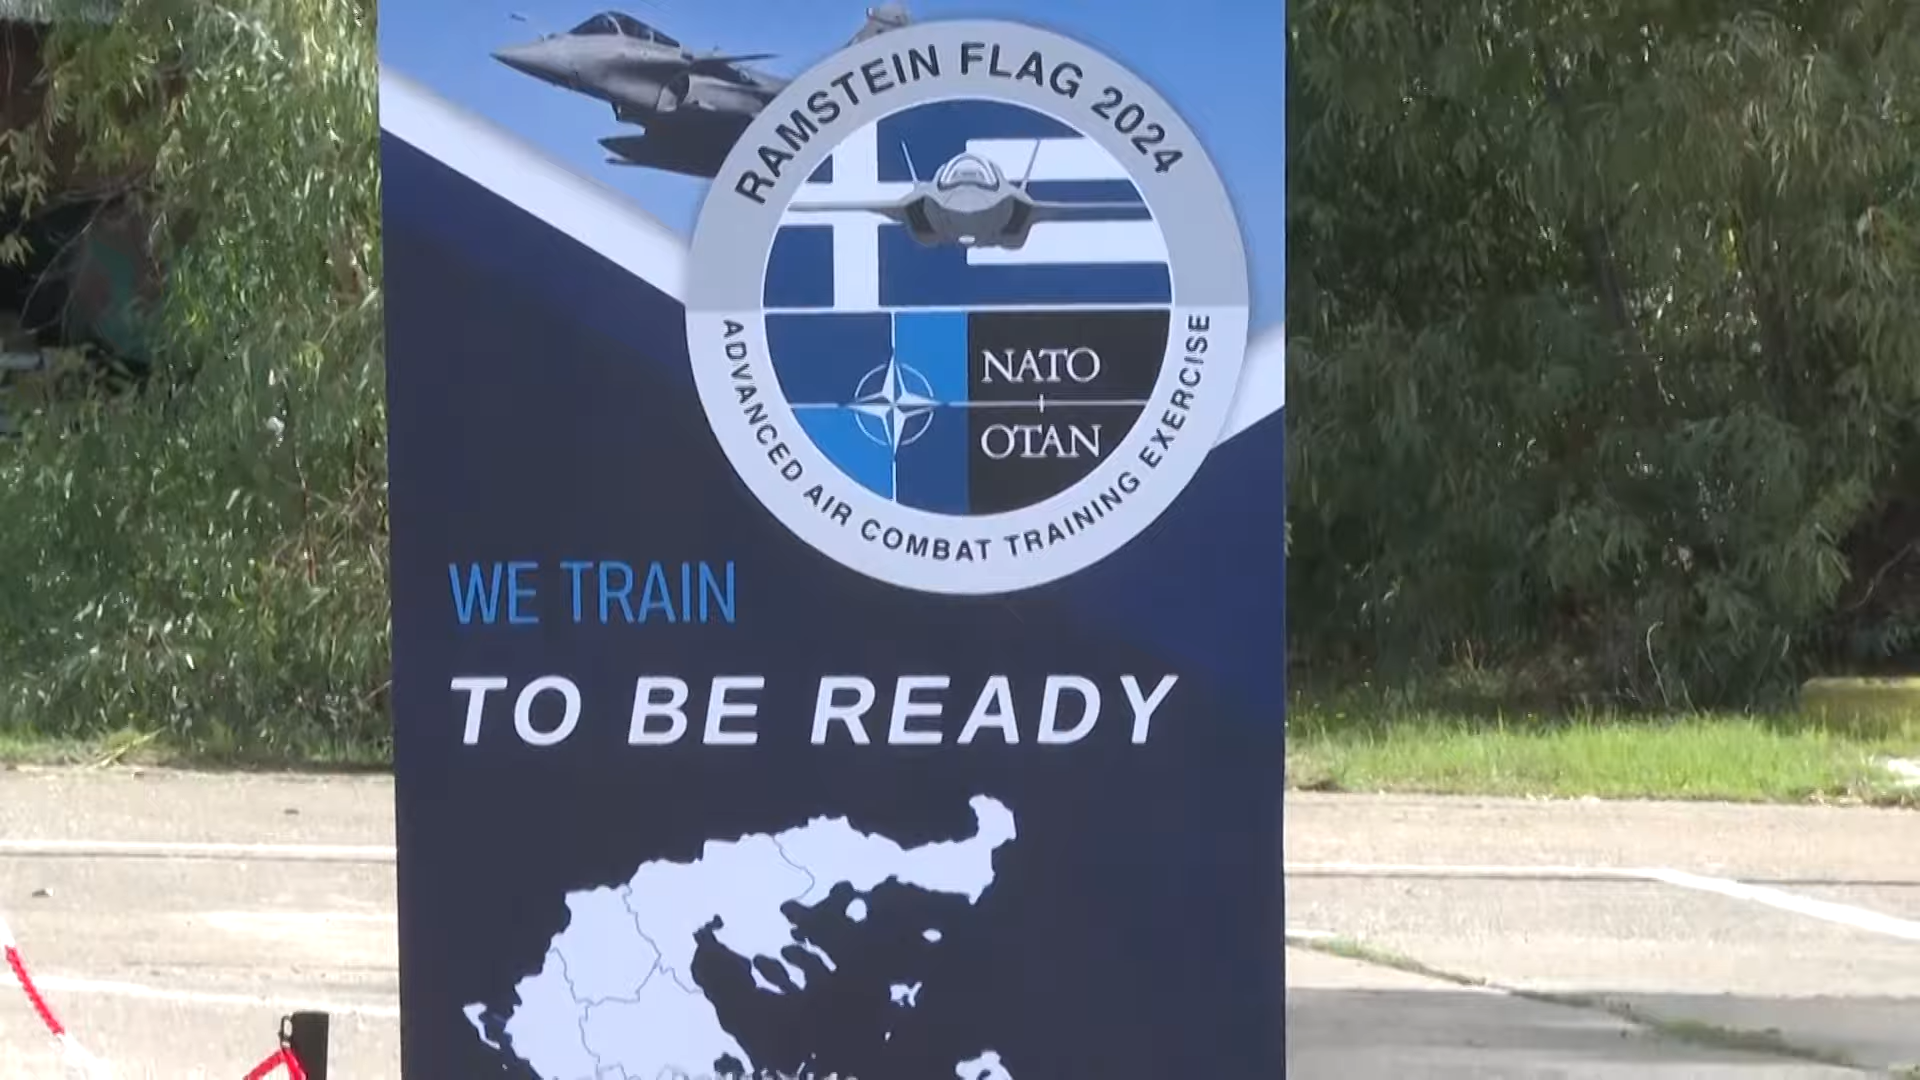 RAMSTEIN FLAG 2024
NATO
OTAN
ADVANCED AIR COMBAT TRAINING EXERCISE
WE TRAIN
TO BE READY